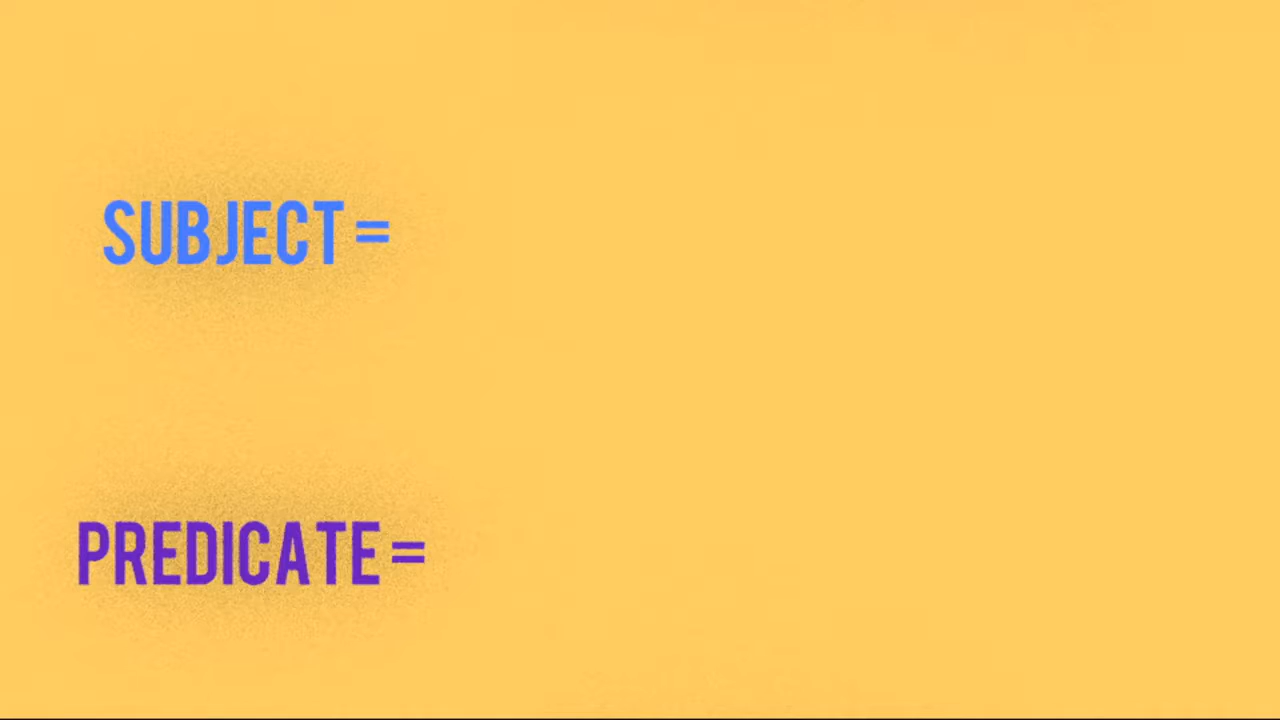 SUBJECT =
PREDICATE =